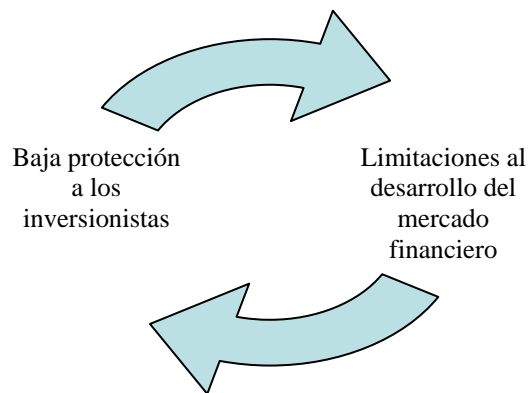 Baja protección
a los
inversionistas
Limitaciones al
desarrollo del
mercado
financiero